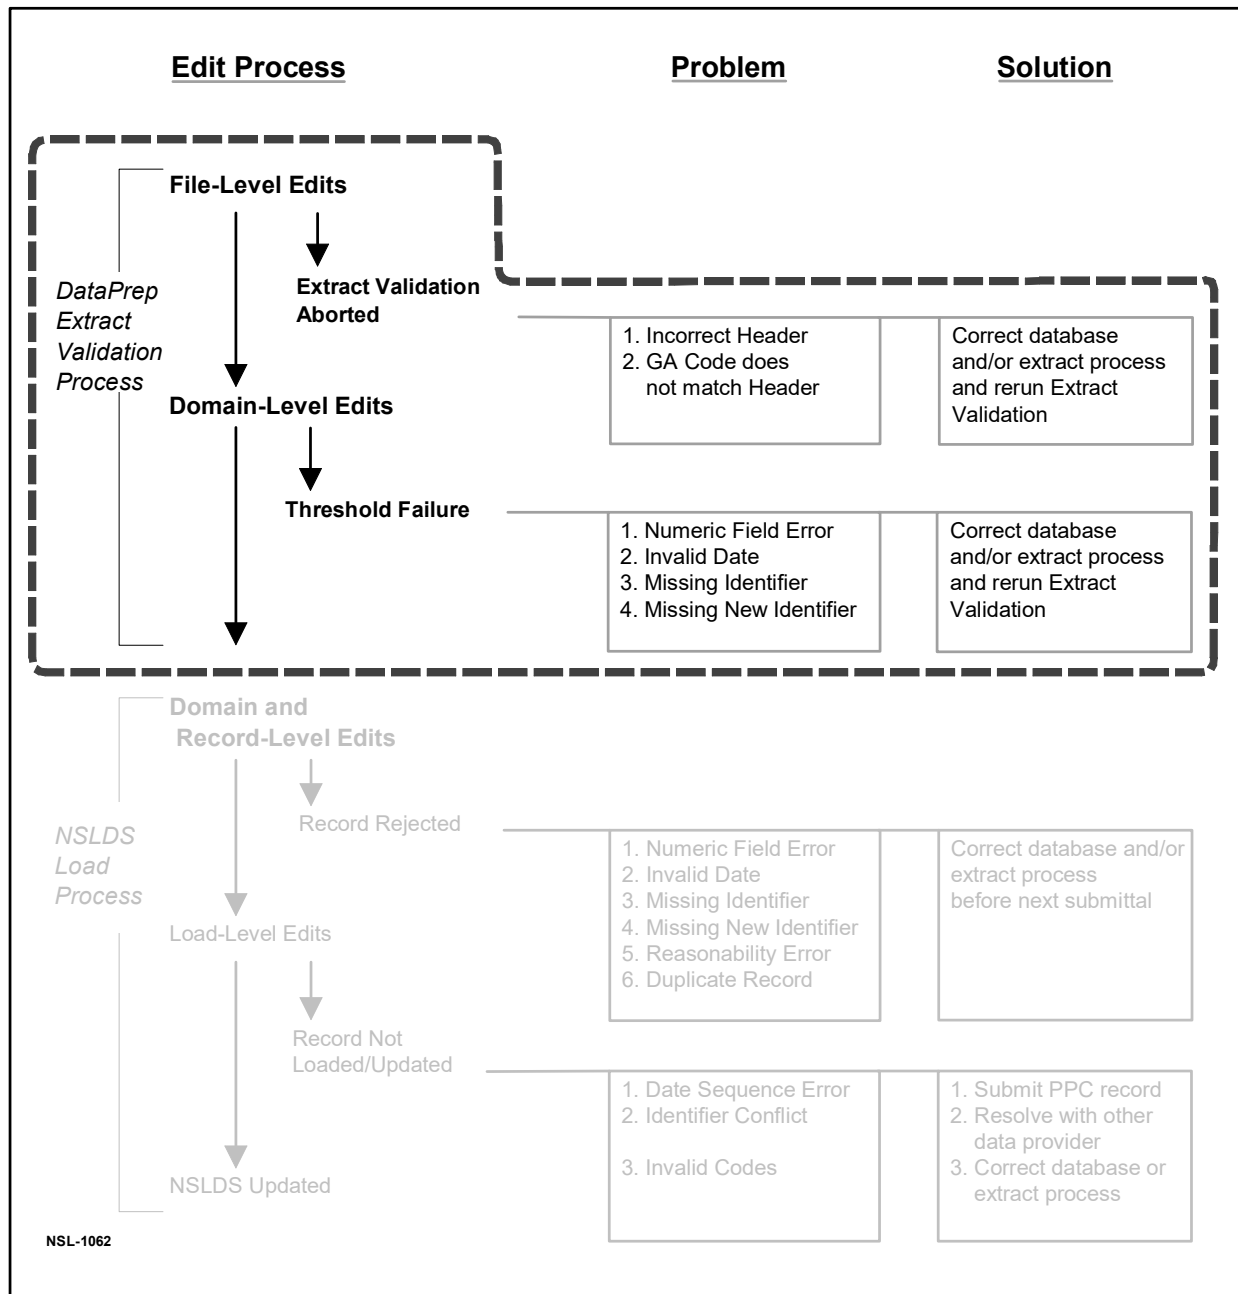 Edit Process
Problem
Solution
File-Level Edits
DataPrep
Extract
Validation
Process
Extract Validation
Aborted
1. Incorrect Header
2. GA Code does
not match Header
Correct database
and/or extract process
and rerun Extract
Validation
Domain-Level Edits
Threshold Failure
1. Numeric Field Error
2. Invalid Date
3. Missing Identifier
4. Missing New Identifier
Correct database
and/or extract process
and rerun Extract
Validation
Domain and
Record-Level Edits
NSLDS
Load
Process
Record Rejected
1. Numeric Field Error
2. Invalid Date
3. Missing Identifier
4. Missing New Identifier
5. Reasonability Error
6. Duplicate Record
Correct database and/or
extract process
before next submittal
Load-Level Edits
Record Not
Loaded/Updated
1. Date Sequence Error
2. Identifier Conflict
3. Invalid Codes
1. Submit PPC record
2. Resolve with other
data provider
3. Correct database or
extract process
NSLDS Updated
NSL-1062